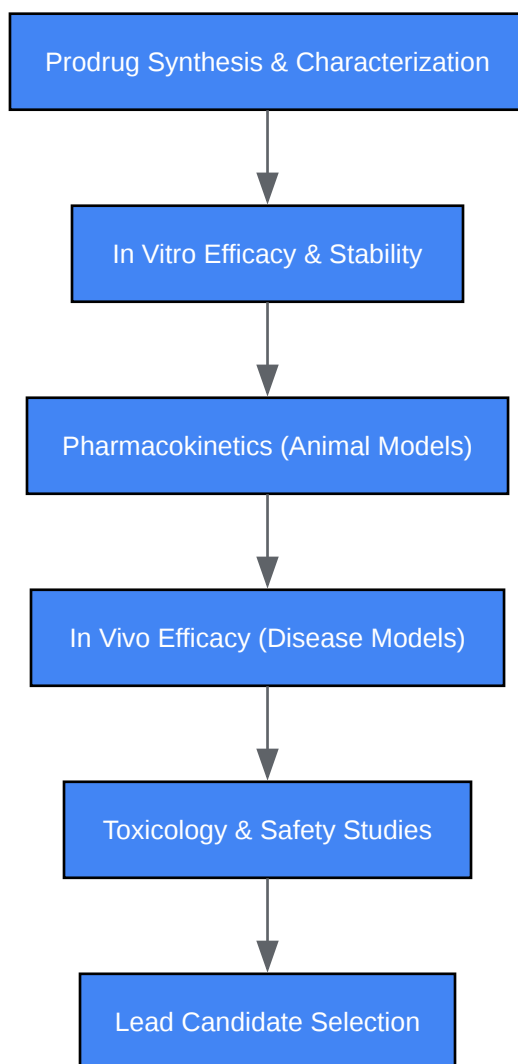 Prodrug Synthesis & Characterization
In Vitro Efficacy & Stability
Pharmacokinetics (Animal Models)
In Vivo Efficacy (Disease Models)
Toxicology & Safety Studies
Lead Candidate Selection